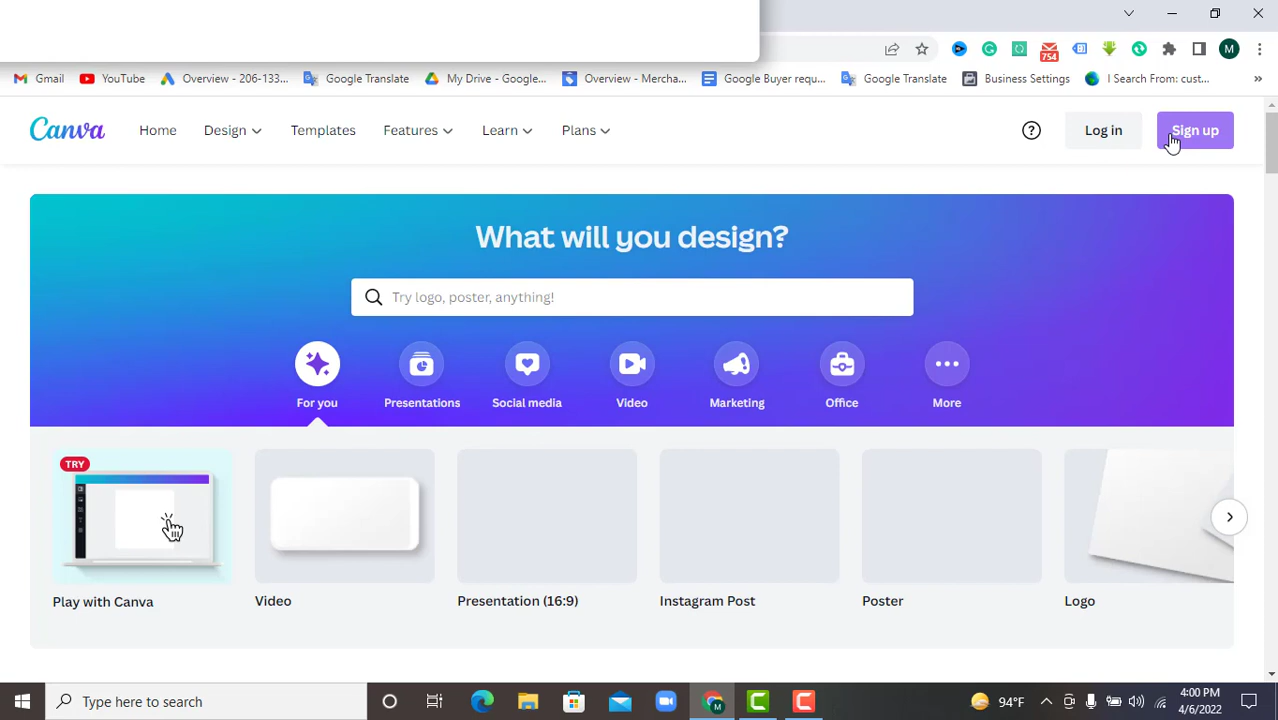 754
M
Gmail
YouTube
Overview - 206-133...
Google Translate
My Drive - Google...
Overview - Mercha...
Google Buyer requ...
Google Translate
Business Settings
I Search From: cust...
»
Canva
Home
Design
Templates
Features
Learn
Plans
?
Log in
Sign up
What will you design?
Try logo, poster, anything!
For you
Presentations
Social media
Video
Marketing
Office
More
TRY
Play with Canva
Video
Presentation (16:9)
Instagram Post
Poster
Logo
Type here to search
94°F
4:00 PM
4/6/2022